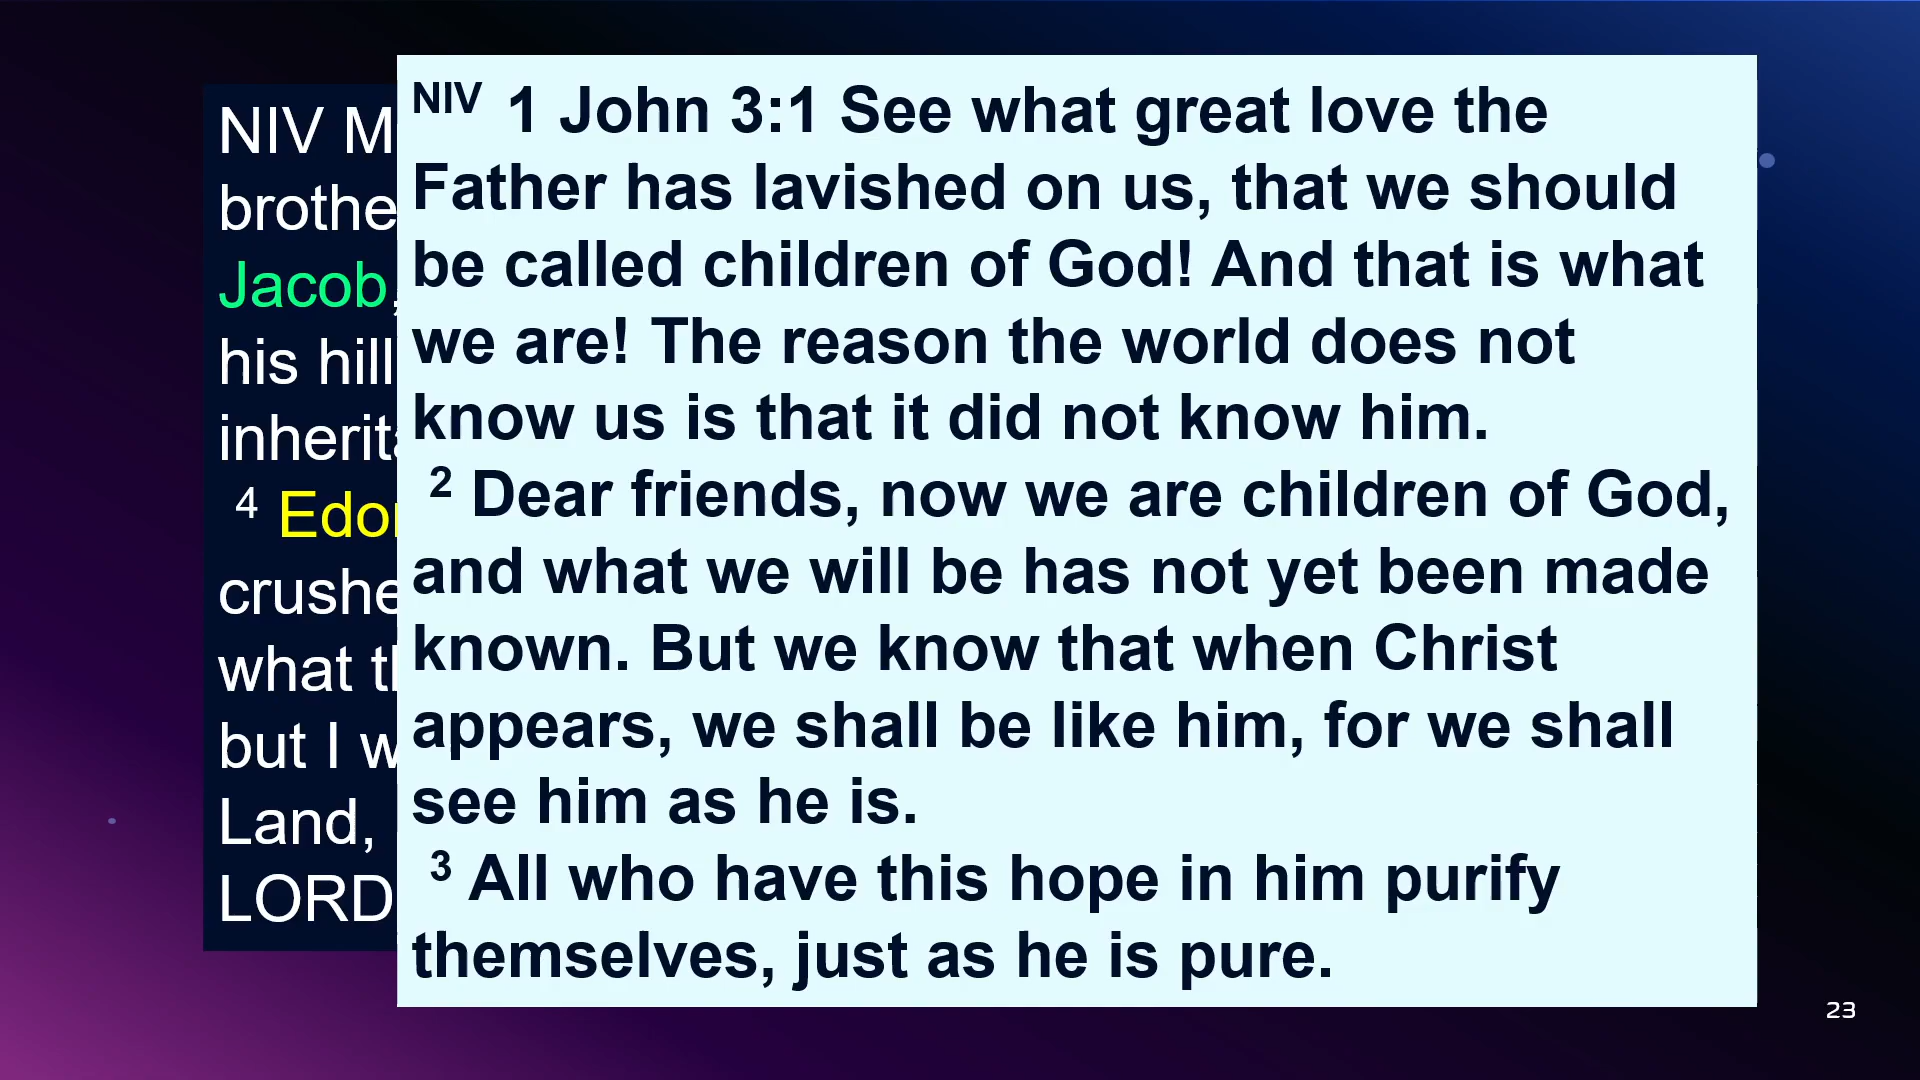 NIV 1 John 3:1 See what great love the
Father has lavished on us, that we should
be called children of God! And that is what
we are! The reason the world does not
know us is that it did not know him.
2 Dear friends, now we are children of God,
and what we will be has not yet been made
known. But we know that when Christ
appears, we shall be like him, for we shall
see him as he is.
3 All who have this hope in him purify
themselves, just as he is pure.
NIV
Jacob,
his hill
4
but I
Land,
LORD
23